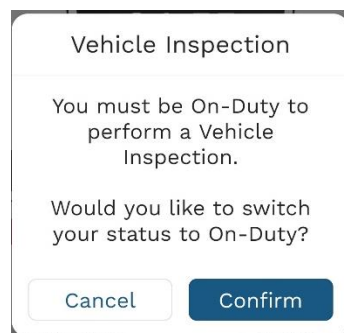 Vehicle Inspection
You must be On-Duty to
perform a Vehicle
Inspection.
Would you like to switch
your status to On-Duty?
Cancel
Confirm